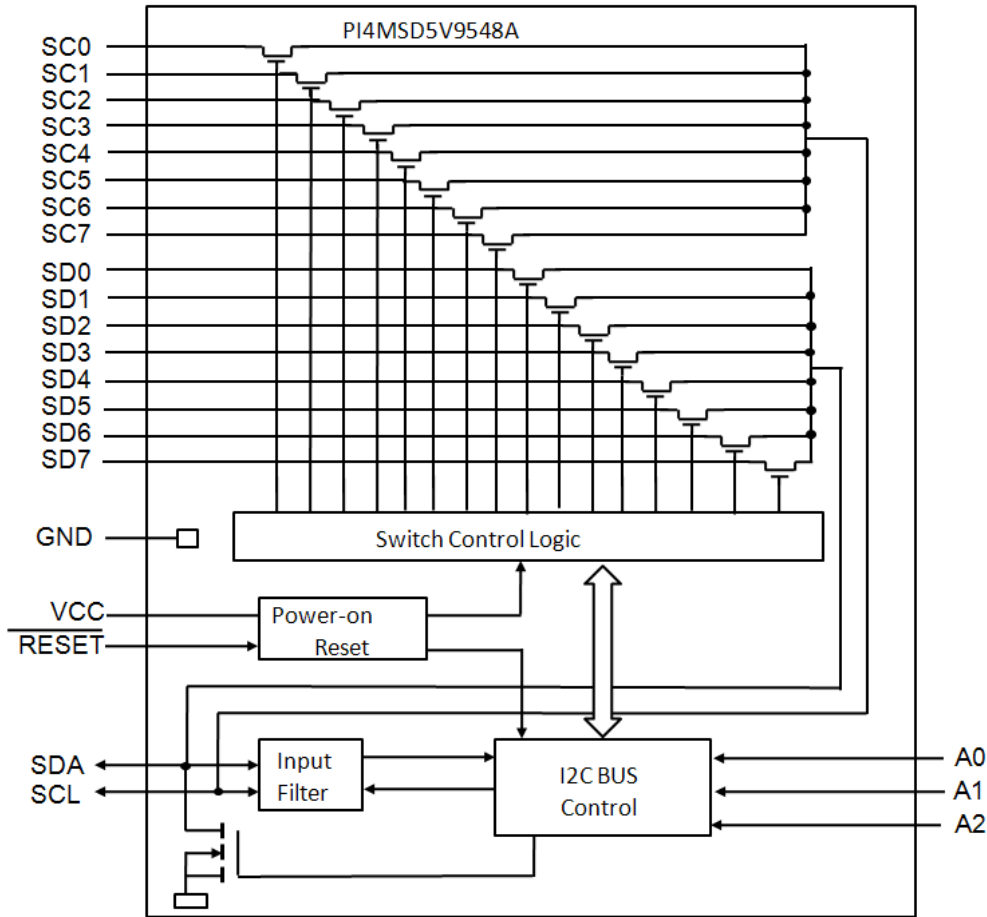 PI4MSD5V9548A
SC0
SC1
SC2
SC3
SC4
SC5
SC6
SC7
SD0
SD1
SD2
SD3
SD4
SD5
SD6
SD7
GND
Switch Control Logic
VCC
RESET
Power-on
Reset
SDA
SCL
Input
Filter
I2C BUS
Control
A0
A1
A2